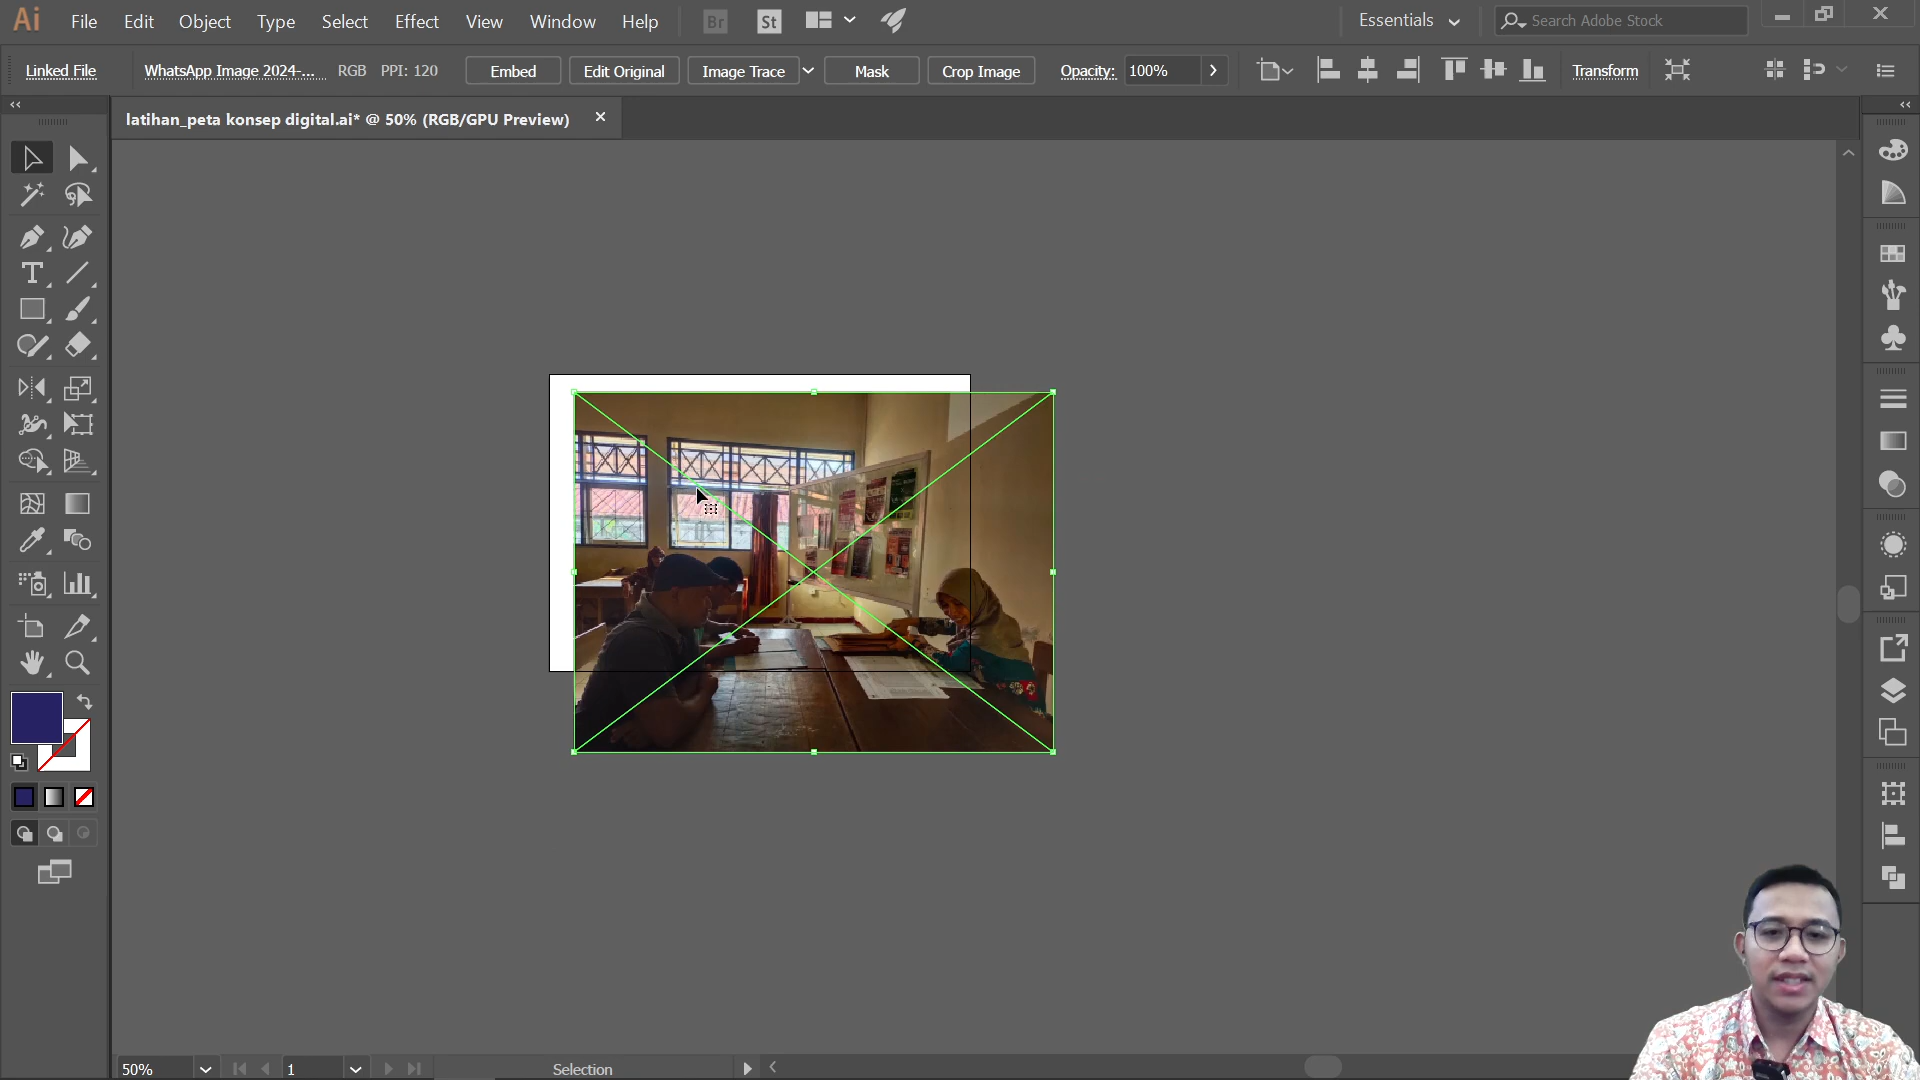 Ai File Edit Object Type Select Effect View Window Help Br St Essentials Search Adobe Stock
Linked File WhatsApp Image 2024-... RGB PPI: 120 Embed Edit Original Image Trace Mask Crop Image Opacity: 100% Transform
latihan_peta konsep digital.ai* @ 50% (RGB/GPU Preview)
50% 1 Selection